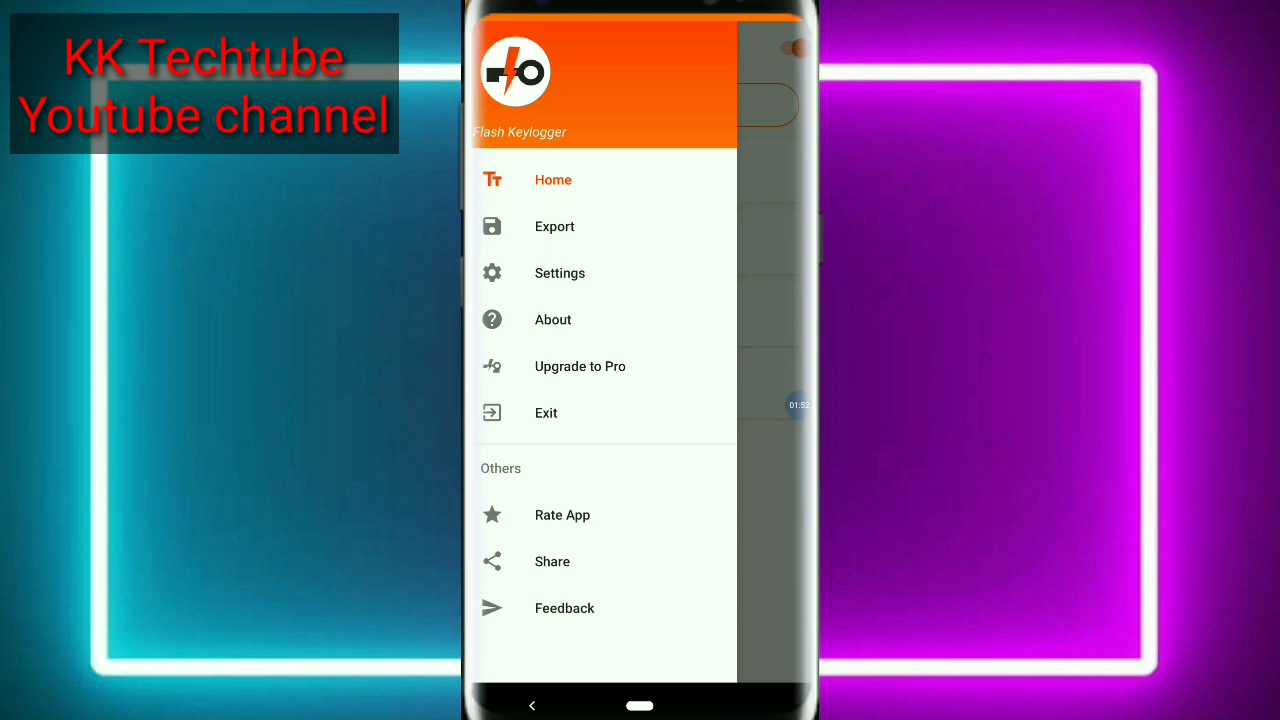 KK Techtube
Youtube channel
Flash Keylogger
Home
Export
Settings
About
Upgrade to Pro
Exit
01:52
Others
Rate App
Share
Feedback